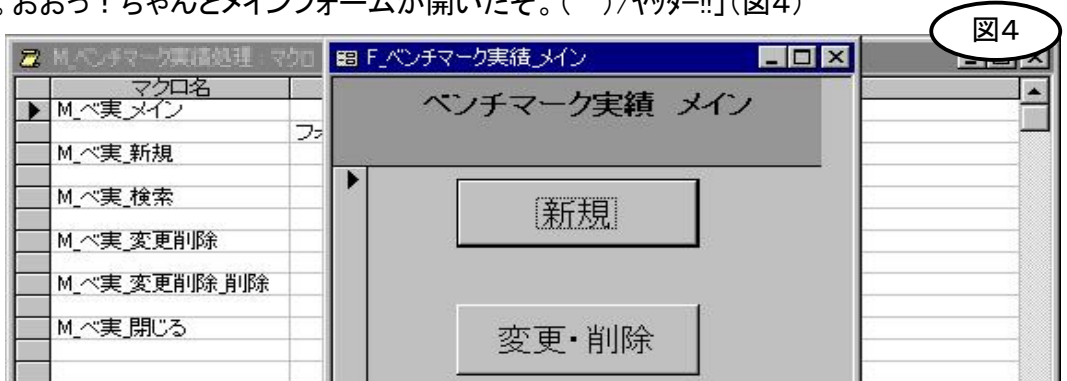 。おおっ！ちゃんとメインフォームが開いたぞ。( )/ヤッター!!」(図4)
図4
M_ベンチマーク実績処理 : マクロ
F_ベンチマーク実績_メイン
マクロ名
ベンチマーク実績 メイン
M_ベ実_メイン
M_ベ実_新規
M_ベ実_検索
新規
M_ベ実_変更削除
M_ベ実_変更削除_削除
M_ベ実_閉じる
変更・削除